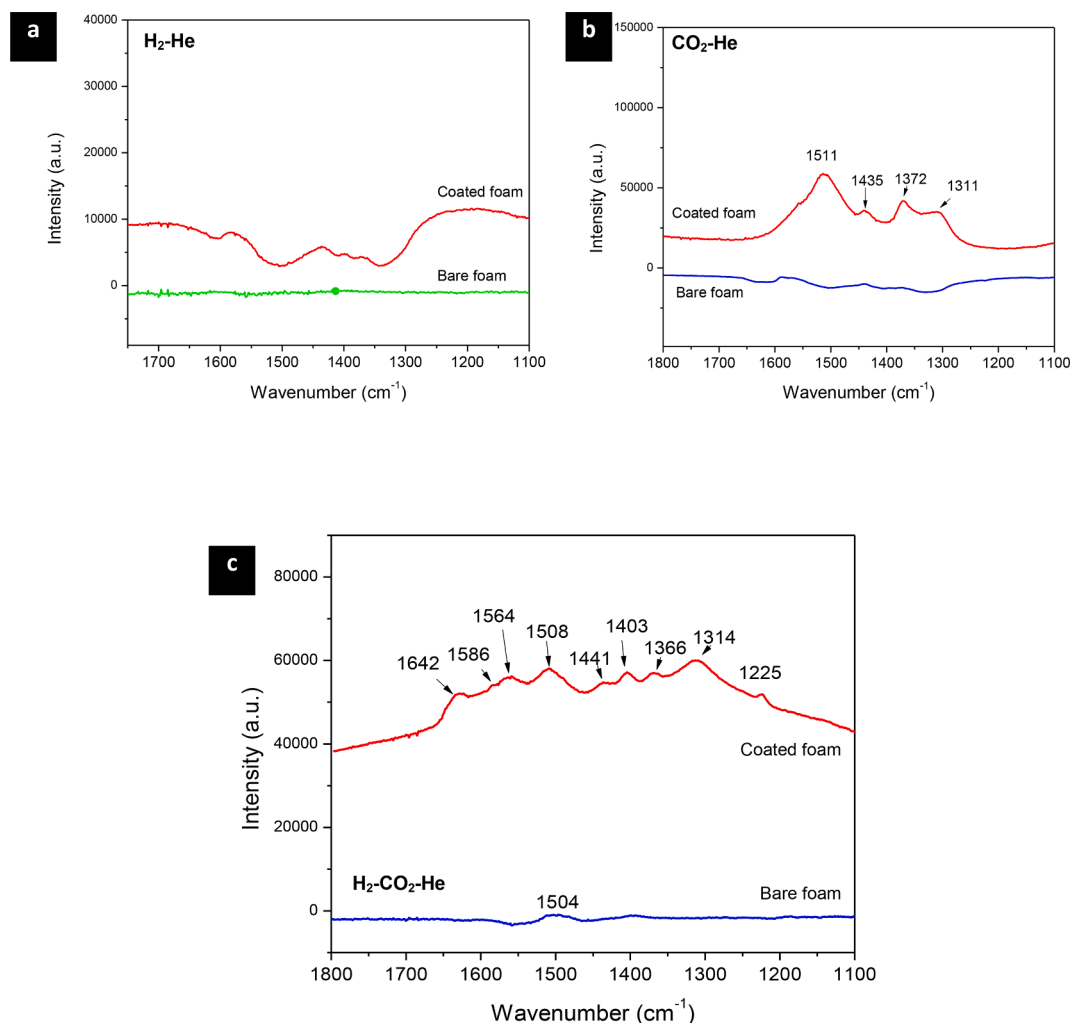 a
H₂-He
40000
30000
20000
10000
0
Intensity (a.u.)
Coated foam
Bare foam
1700 1600 1500 1400 1300 1200 1100
Wavenumber (cm⁻¹)
b
CO₂-He
150000
100000
50000
0
Intensity (a.u.)
1511
1435
1372
1311
Coated foam
Bare foam
1800 1700 1600 1500 1400 1300 1200 1100
Wavenumber (cm⁻¹)
c
80000
60000
40000
20000
0
Intensity (a.u.)
1642
1586
1564
1508
1441
1403
1366
1314
1225
Coated foam
H₂-CO₂-He
1504
Bare foam
1800 1700 1600 1500 1400 1300 1200 1100
Wavenumber (cm⁻¹)